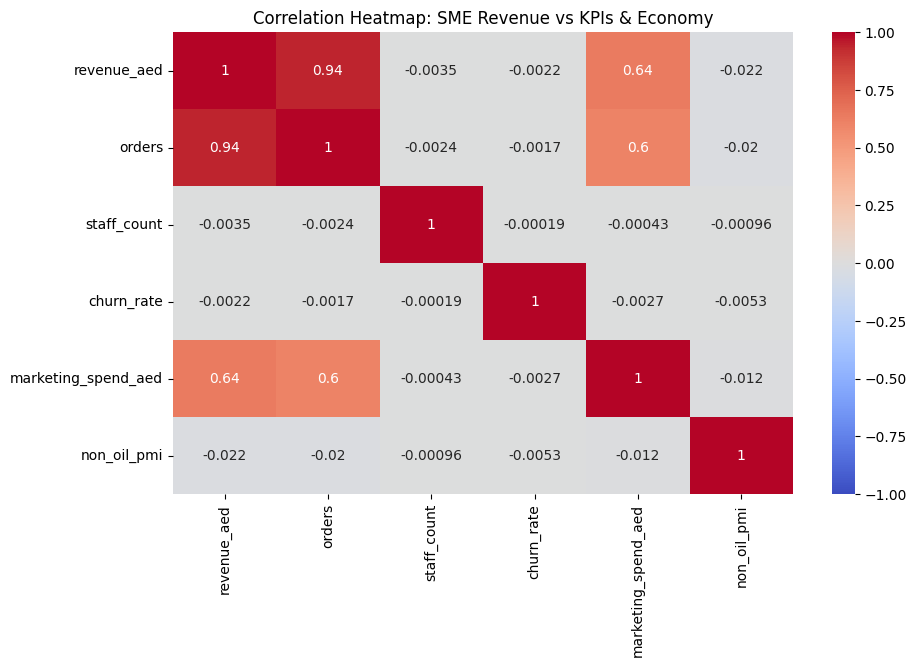 Correlation Heatmap: SME Revenue vs KPIs & Economy
revenue_aed 1 0.94 -0.0035 -0.0022 0.64 -0.022
orders 0.94 1 -0.0024 -0.0017 0.6 -0.02
staff_count -0.0035 -0.0024 1 -0.00019 -0.00043 -0.00096
churn_rate -0.0022 -0.0017 -0.00019 1 -0.0027 -0.0053
marketing_spend_aed 0.64 0.6 -0.00043 -0.0027 1 -0.012
non_oil_pmi -0.022 -0.02 -0.00096 -0.0053 -0.012 1
revenue_aed
orders
staff_count
churn_rate
marketing_spend_aed
non_oil_pmi
1.00
0.75
0.50
0.25
0.00
−0.25
−0.50
−0.75
−1.00